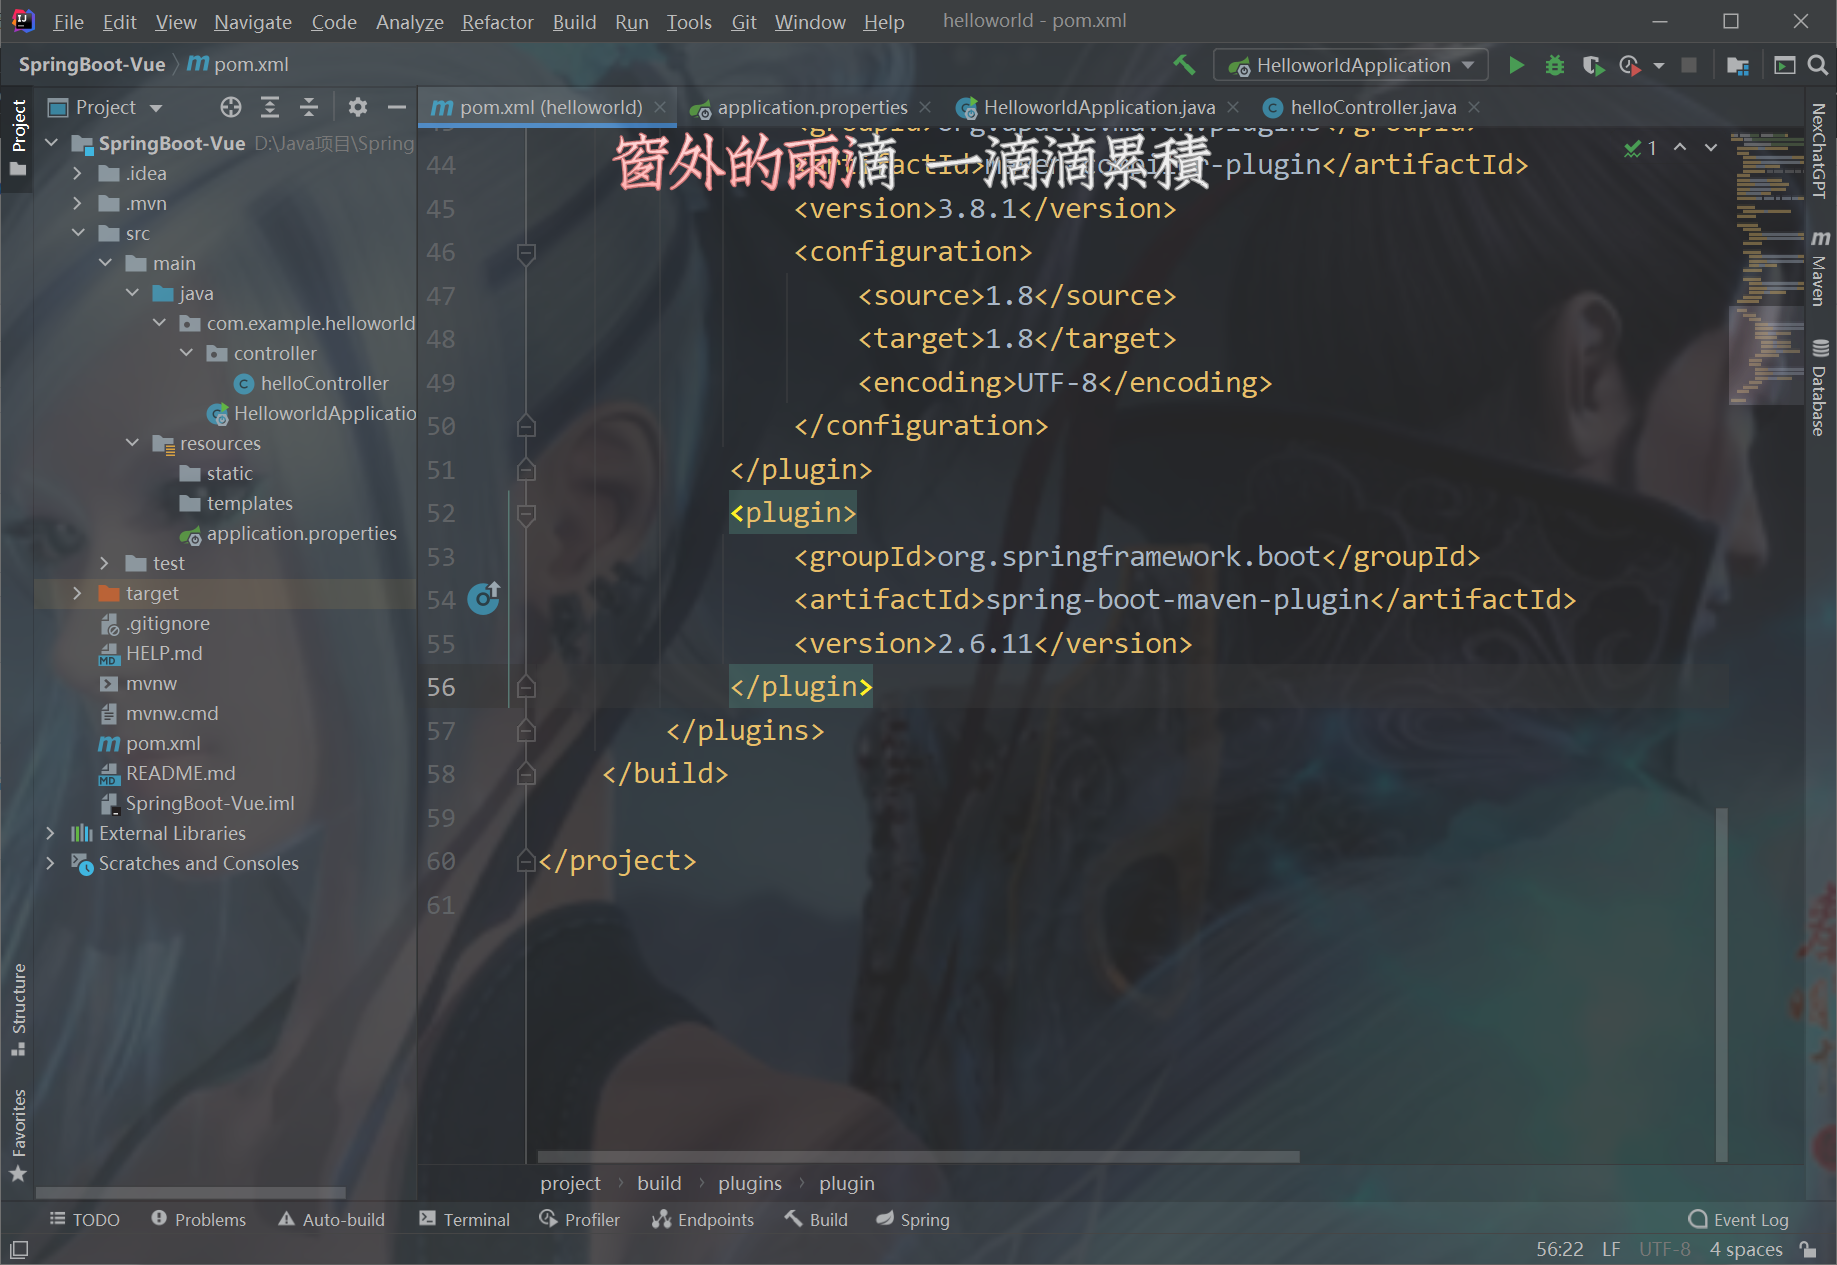 File Edit View Navigate Code Analyze Refactor Build Run Tools Git Window Help helloworld - pom.xml
SpringBoot-Vue pom.xml HelloworldApplication
Project
pom.xml (helloworld) application.properties HelloworldApplication.java helloController.java
窗外的雨滴 一滴滴累積
SpringBoot-Vue D:\Java项目\Spring
.idea
.mvn
src
main
java
com.example.helloworld
controller
helloController
HelloworldApplicatio
resources
static
templates
application.properties
test
target
.gitignore
HELP.md
mvnw
mvnw.cmd
pom.xml
README.md
SpringBoot-Vue.iml
External Libraries
Scratches and Consoles
44 -plugin</artifactId>
45 <version>3.8.1</version>
46 <configuration>
47 <source>1.8</source>
48 <target>1.8</target>
49 <encoding>UTF-8</encoding>
50 </configuration>
51 </plugin>
52 <plugin>
53 <groupId>org.springframework.boot</groupId>
54 <artifactId>spring-boot-maven-plugin</artifactId>
55 <version>2.6.11</version>
56 </plugin>
57 </plugins>
58 </build>
59
60 </project>
61
1
Project
Structure
Favorites
NexChatGPT
Maven
Database
project build plugins plugin
TODO Problems Auto-build Terminal Profiler Endpoints Build Spring Event Log
56:22 LF UTF-8 4 spaces